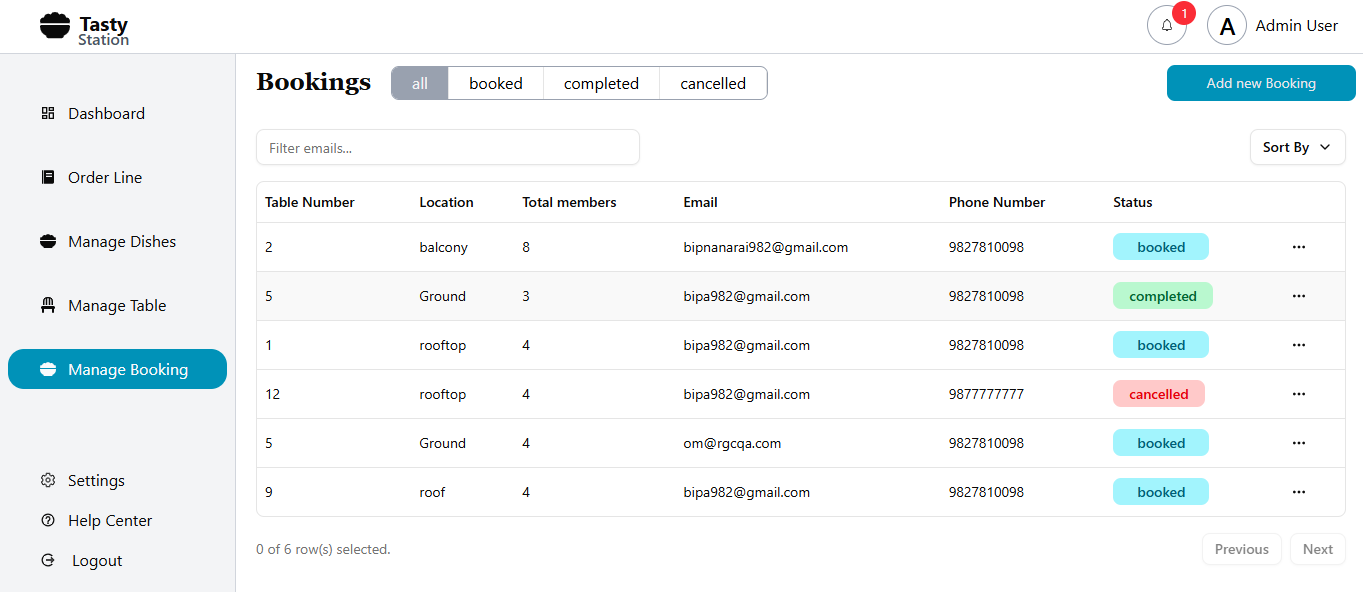 Tasty
Station
1
A Admin User
Dashboard
Order Line
Manage Dishes
Manage Table
Manage Booking
Settings
Help Center
Logout
Bookings all booked completed cancelled Add new Booking
Filter emails... Sort By
Table Number Location Total members Email Phone Number Status
2 balcony 8 bipnanarai982@gmail.com 9827810098 booked ...
5 Ground 3 bipa982@gmail.com 9827810098 completed ...
1 rooftop 4 bipa982@gmail.com 9827810098 booked ...
12 rooftop 4 bipa982@gmail.com 9877777777 cancelled ...
5 Ground 4 om@rgcqa.com 9827810098 booked ...
9 roof 4 bipa982@gmail.com 9827810098 booked ...
0 of 6 row(s) selected. Previous Next